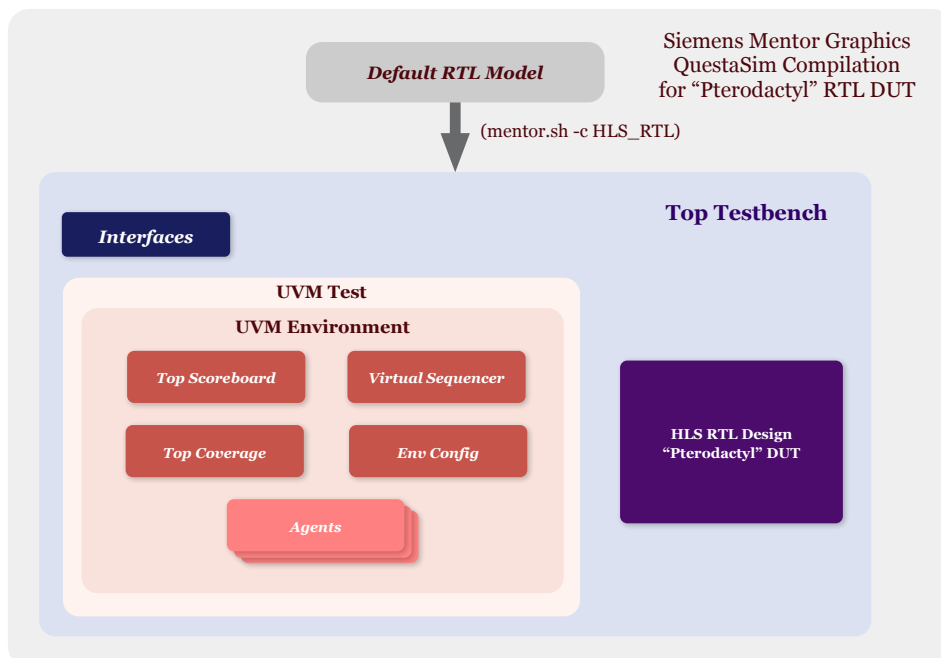 Siemens Mentor Graphics
QuestaSim Compilation
for “Pterodactyl” RTL DUT
Default RTL Model
(mentor.sh -c HLS_RTL)
Top Testbench
Interfaces
UVM Test
UVM Environment
Top Scoreboard
Virtual Sequencer
Top Coverage
Env Config
Agents
HLS RTL Design
“Pterodactyl” DUT